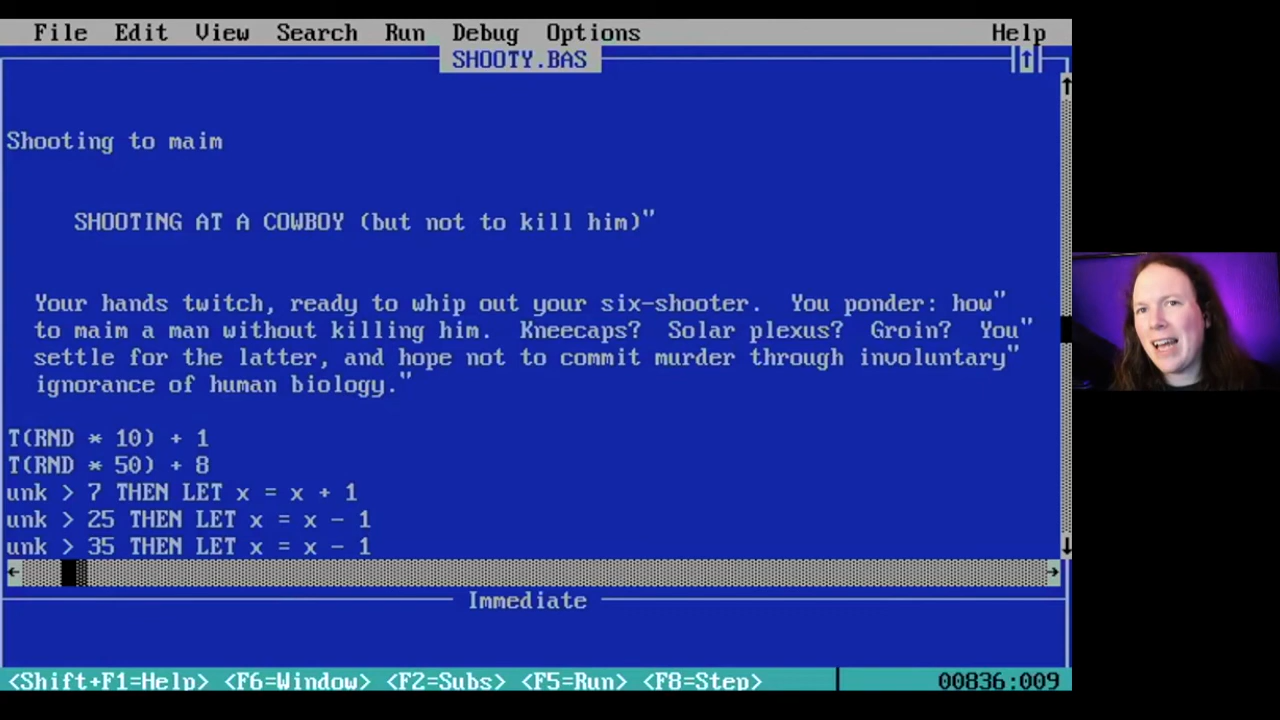 File Edit View Search Run Debug Options Help
SHOOTY.BAS
Shooting to maim
SHOOTING AT A COWBOY (but not to kill him)"
Your hands twitch, ready to whip out your six-shooter.  You ponder: how"
to maim a man without killing him.  Kneecaps?  Solar plexus?  Groin?  You"
settle for the latter, and hope not to commit murder through involuntary"
ignorance of human biology."
T(RND * 10) + 1
T(RND * 50) + 8
unk > 7 THEN LET x = x + 1
unk > 25 THEN LET x = x - 1
unk > 35 THEN LET x = x - 1
Immediate
<Shift+F1=Help> <F6=Window> <F2=Subs> <F5=Run> <F8=Step> 00836:009